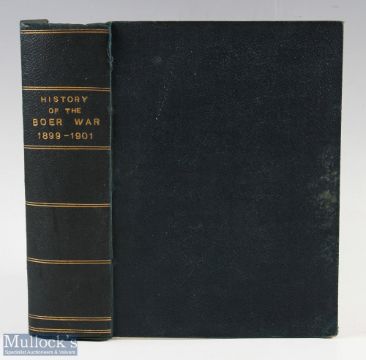 HISTORY
OF THE
BOER WAR
1899-1901
Mullock's
Specialist Auctioneers & Valuers